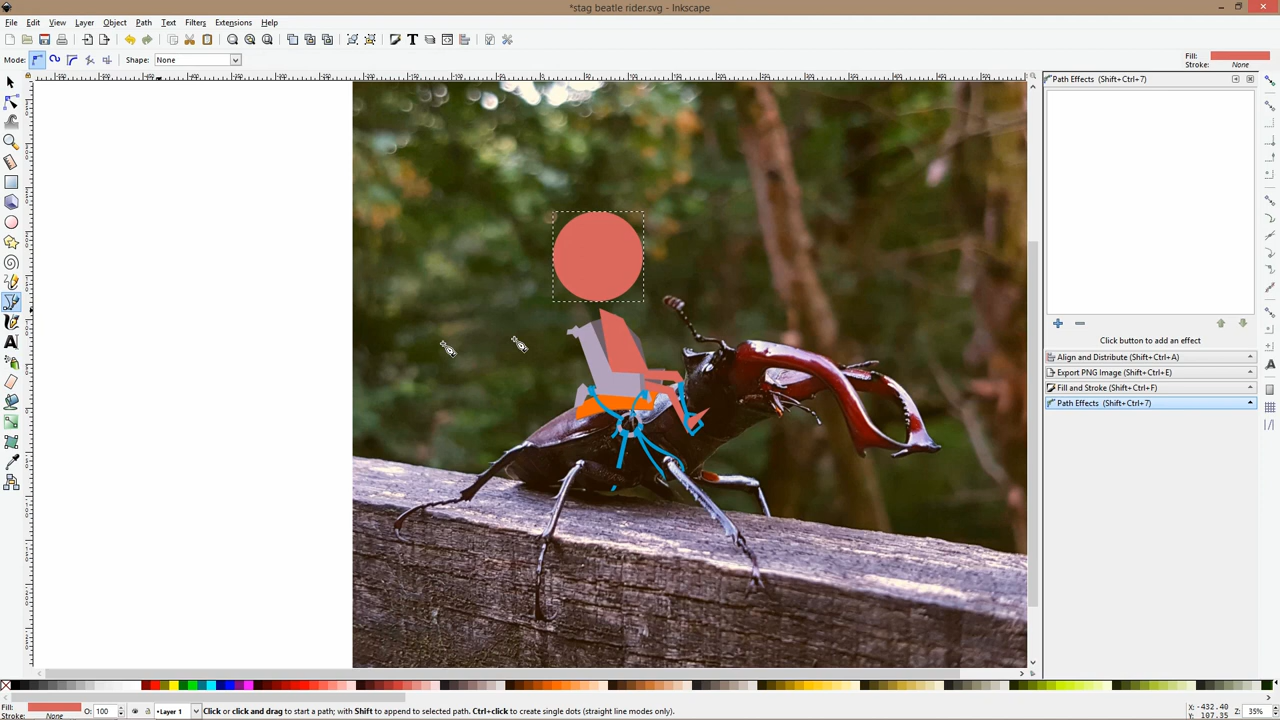 *stag beatle rider.svg - Inkscape
File Edit View Layer Object Path Text Filters Extensions Help
Mode: Shape: None
Fill:
Stroke: None
Path Effects (Shift+Ctrl+7)
Click button to add an effect
Align and Distribute (Shift+Ctrl+A)
Export PNG Image (Shift+Ctrl+E)
Fill and Stroke (Shift+Ctrl+F)
Path Effects (Shift+Ctrl+7)
Fill:
Stroke: None
O: 100
•Layer 1
Click or click and drag to start a path; with Shift to append to selected path. Ctrl+click to create single dots (straight line modes only).
X: -432.40
Y: 107.35
Z: 35%